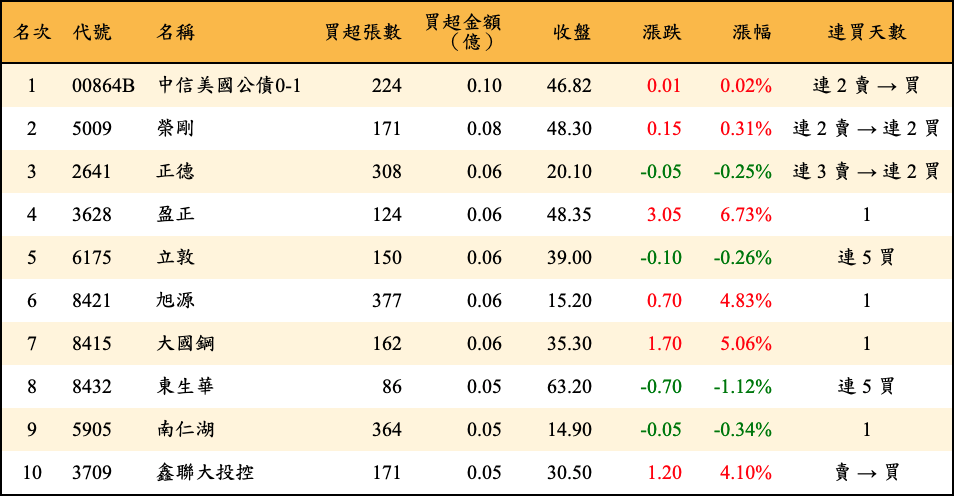 名次 代號 名稱 買超張數 買超金額（億） 收盤 漲跌 漲幅 連買天數
1 00864B 中信美國公債0-1 224 0.10 46.82 0.01 0.02% 連 2 賣 → 買
2 5009 榮剛 171 0.08 48.30 0.15 0.31% 連 2 賣 → 連 2 買
3 2641 正德 308 0.06 20.10 -0.05 -0.25% 連 3 賣 → 連 2 買
4 3628 盈正 124 0.06 48.35 3.05 6.73% 1
5 6175 立敦 150 0.06 39.00 -0.10 -0.26% 連 5 買
6 8421 旭源 377 0.06 15.20 0.70 4.83% 1
7 8415 大國鋼 162 0.06 35.30 1.70 5.06% 1
8 8432 東生華 86 0.05 63.20 -0.70 -1.12% 連 5 買
9 5905 南仁湖 364 0.05 14.90 -0.05 -0.34% 1
10 3709 鑫聯大投控 171 0.05 30.50 1.20 4.10% 賣 → 買